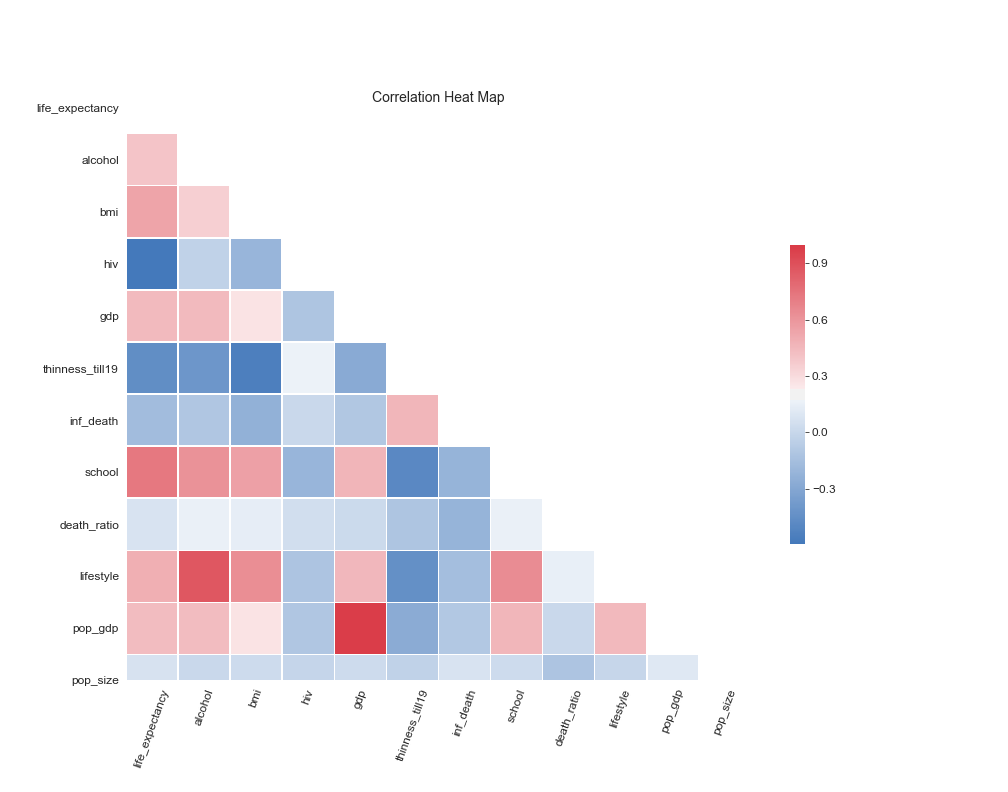 Correlation Heat Map
life_expectancy
alcohol
bmi
hiv
gdp
thinness_till19
inf_death
school
death_ratio
lifestyle
pop_gdp
pop_size
life_expectancy
alcohol
bmi
hiv
gdp
thinness_till19
inf_death
school
death_ratio
lifestyle
pop_gdp
pop_size
0.9
0.6
0.3
0.0
−0.3